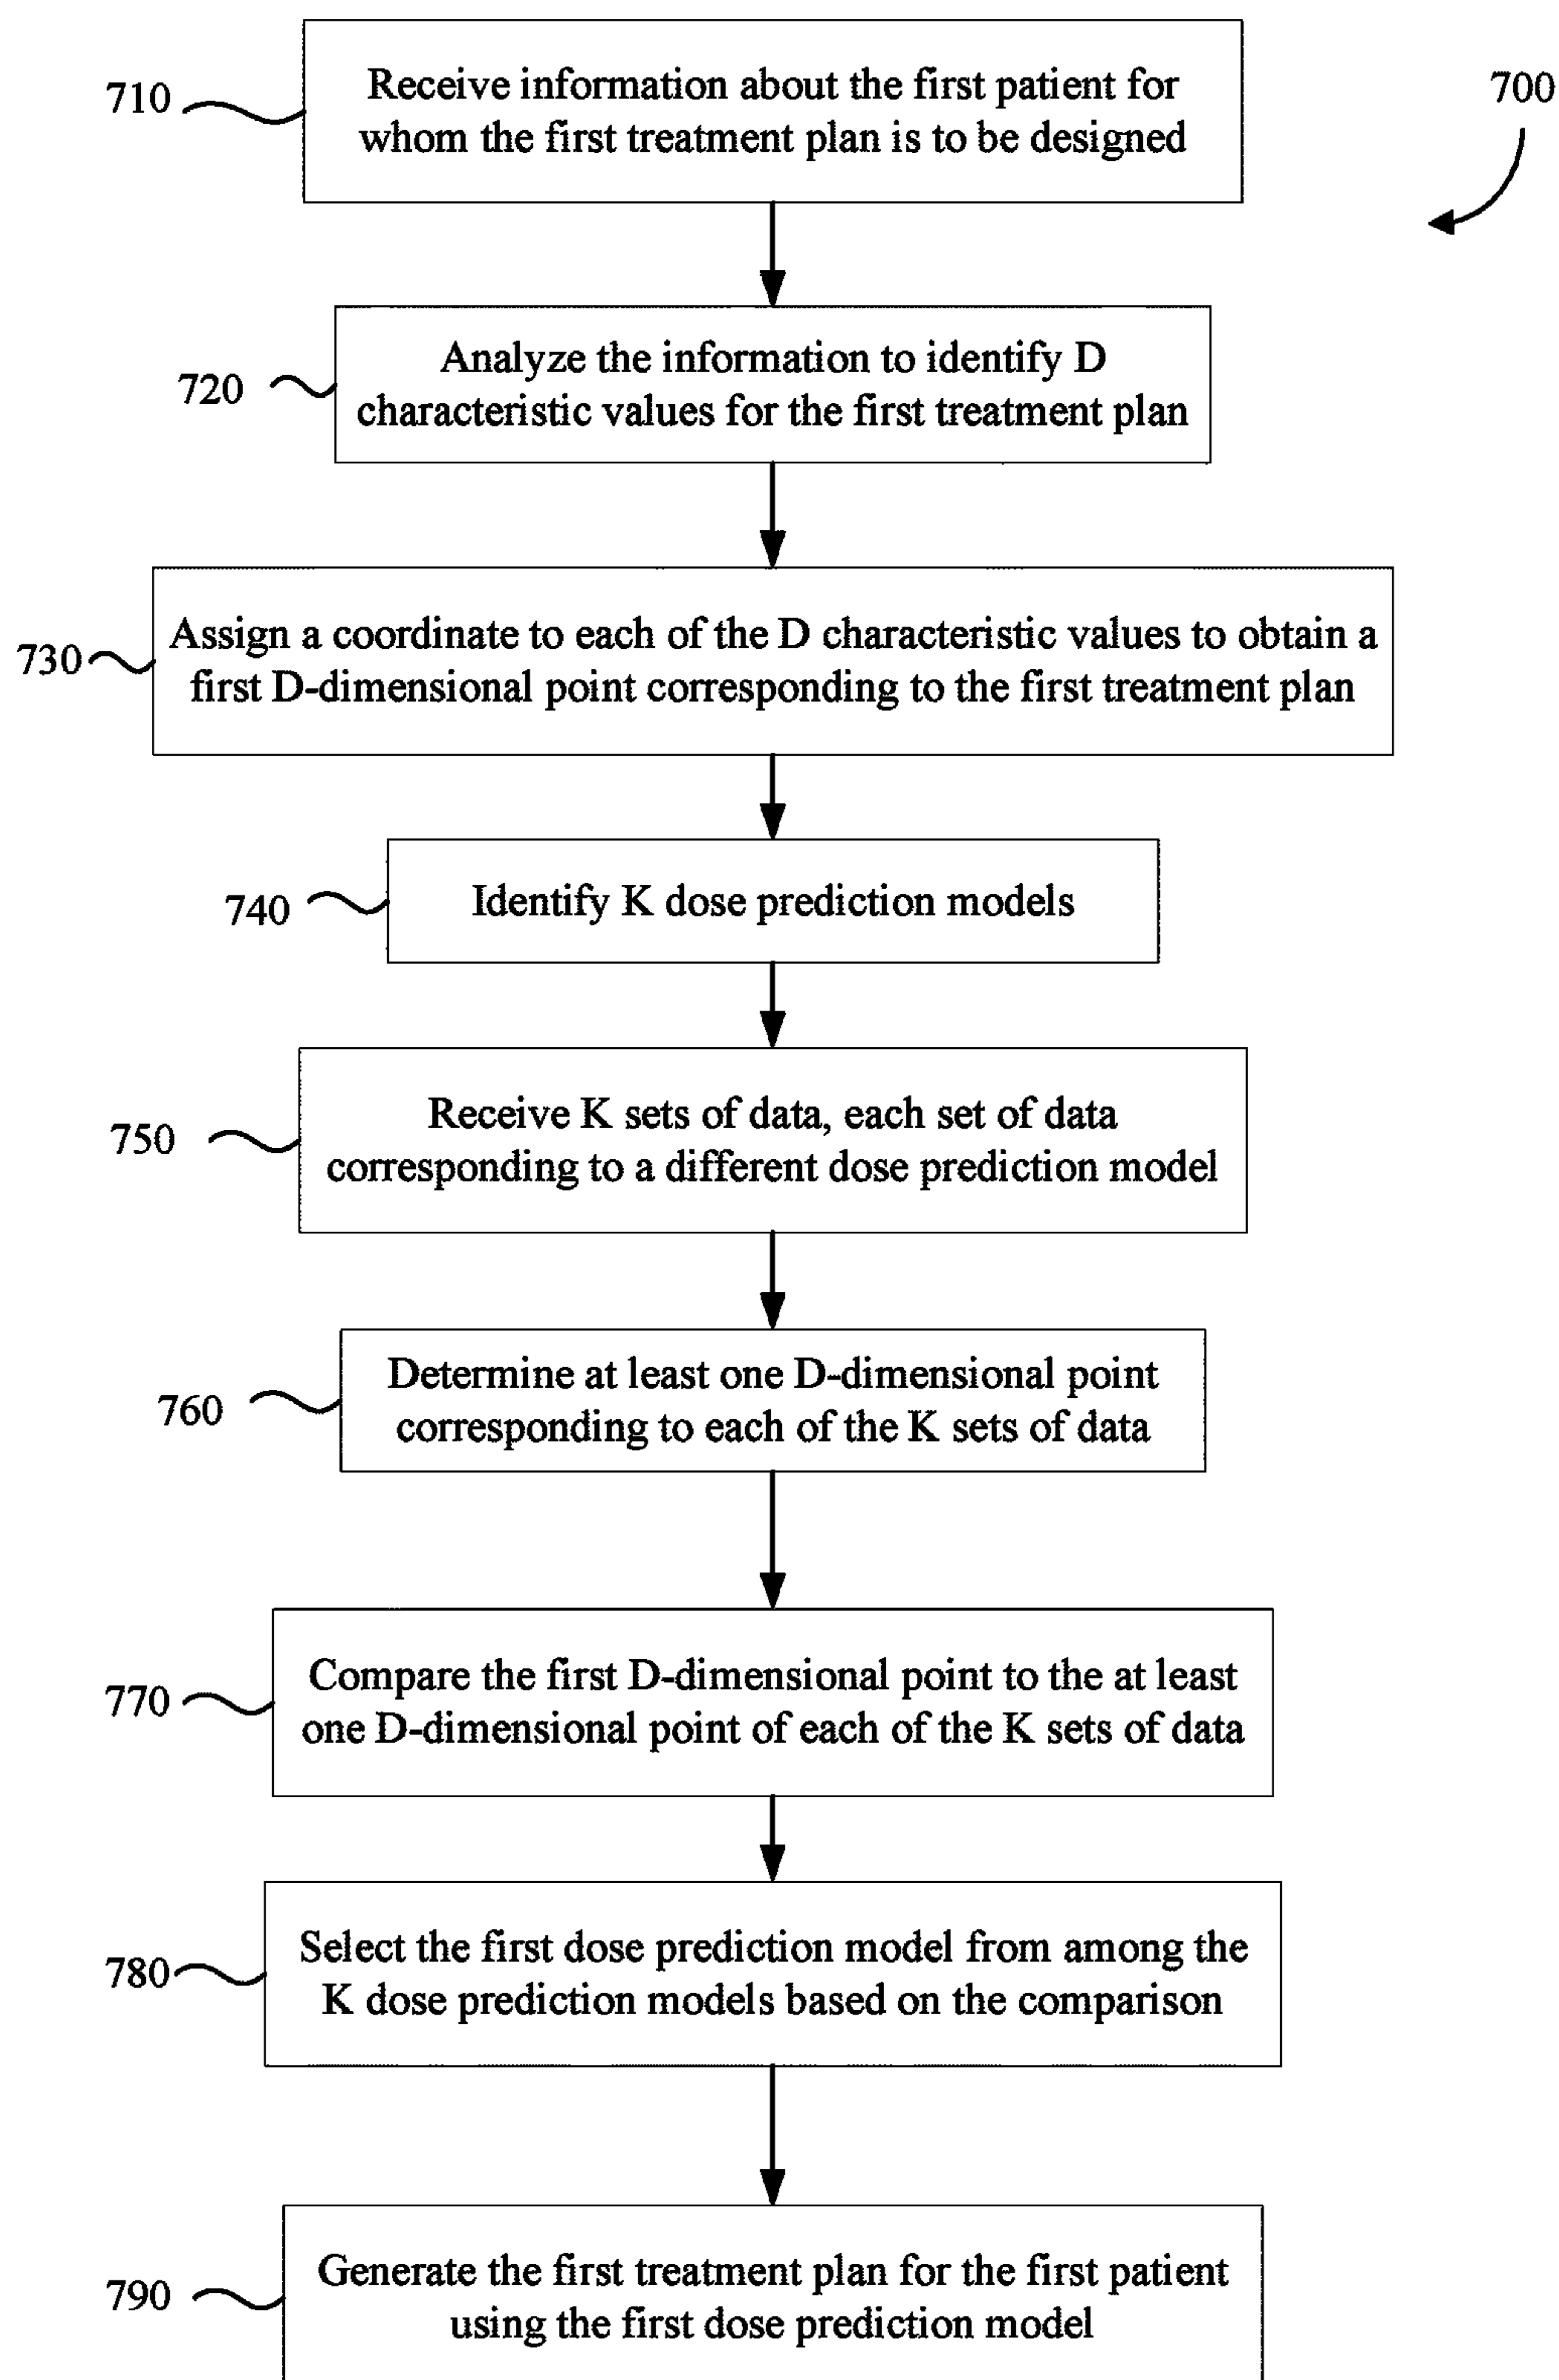 710
Receive information about the first patient for
whom the first treatment plan is to be designed
700
720
Analyze the information to identify D
characteristic values for the first treatment plan
730
Assign a coordinate to each of the D characteristic values to obtain a
first D-dimensional point corresponding to the first treatment plan
740
Identify K dose prediction models
750
Receive K sets of data, each set of data
corresponding to a different dose prediction model
760
Determine at least one D-dimensional point
corresponding to each of the K sets of data
770
Compare the first D-dimensional point to the at least
one D-dimensional point of each of the K sets of data
780
Select the first dose prediction model from among the
K dose prediction models based on the comparison
790
Generate the first treatment plan for the first patient
using the first dose prediction model